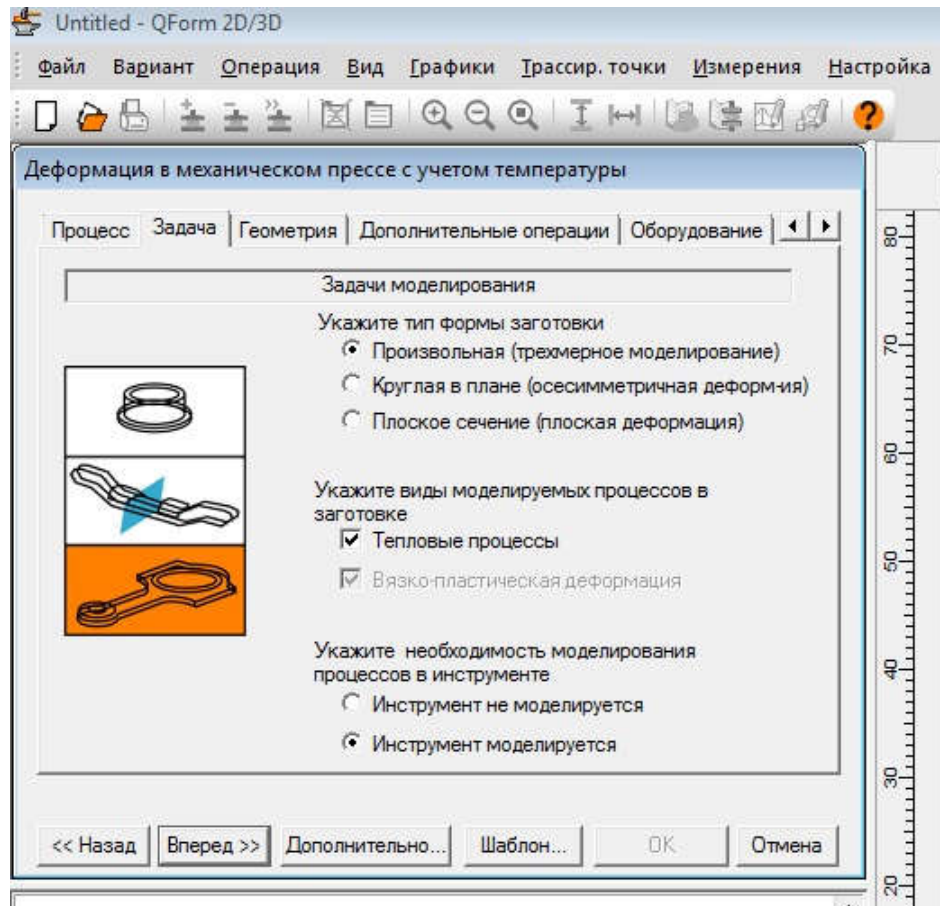 Untitled - QForm 2D/3D
Файл Вариант Операция Вид Графики Трассир. точки Измерения Настройка
Деформация в механическом прессе с учетом температуры
Процесс Задача Геометрия Дополнительные операции Оборудование
Задачи моделирования
Укажите тип формы заготовки
Произвольная (трехмерное моделирование)
Круглая в плане (осесимметричная деформ-ия)
Плоское сечение (плоская деформация)
Укажите виды моделируемых процессов в
заготовке
Тепловые процессы
Вязко-пластическая деформация
Укажите необходимость моделирования
процессов в инструменте
Инструмент не моделируется
Инструмент моделируется
<< Назад Вперед >> Дополнительно... Шаблон... OK Отмена
80
70
60
50
40
30
20